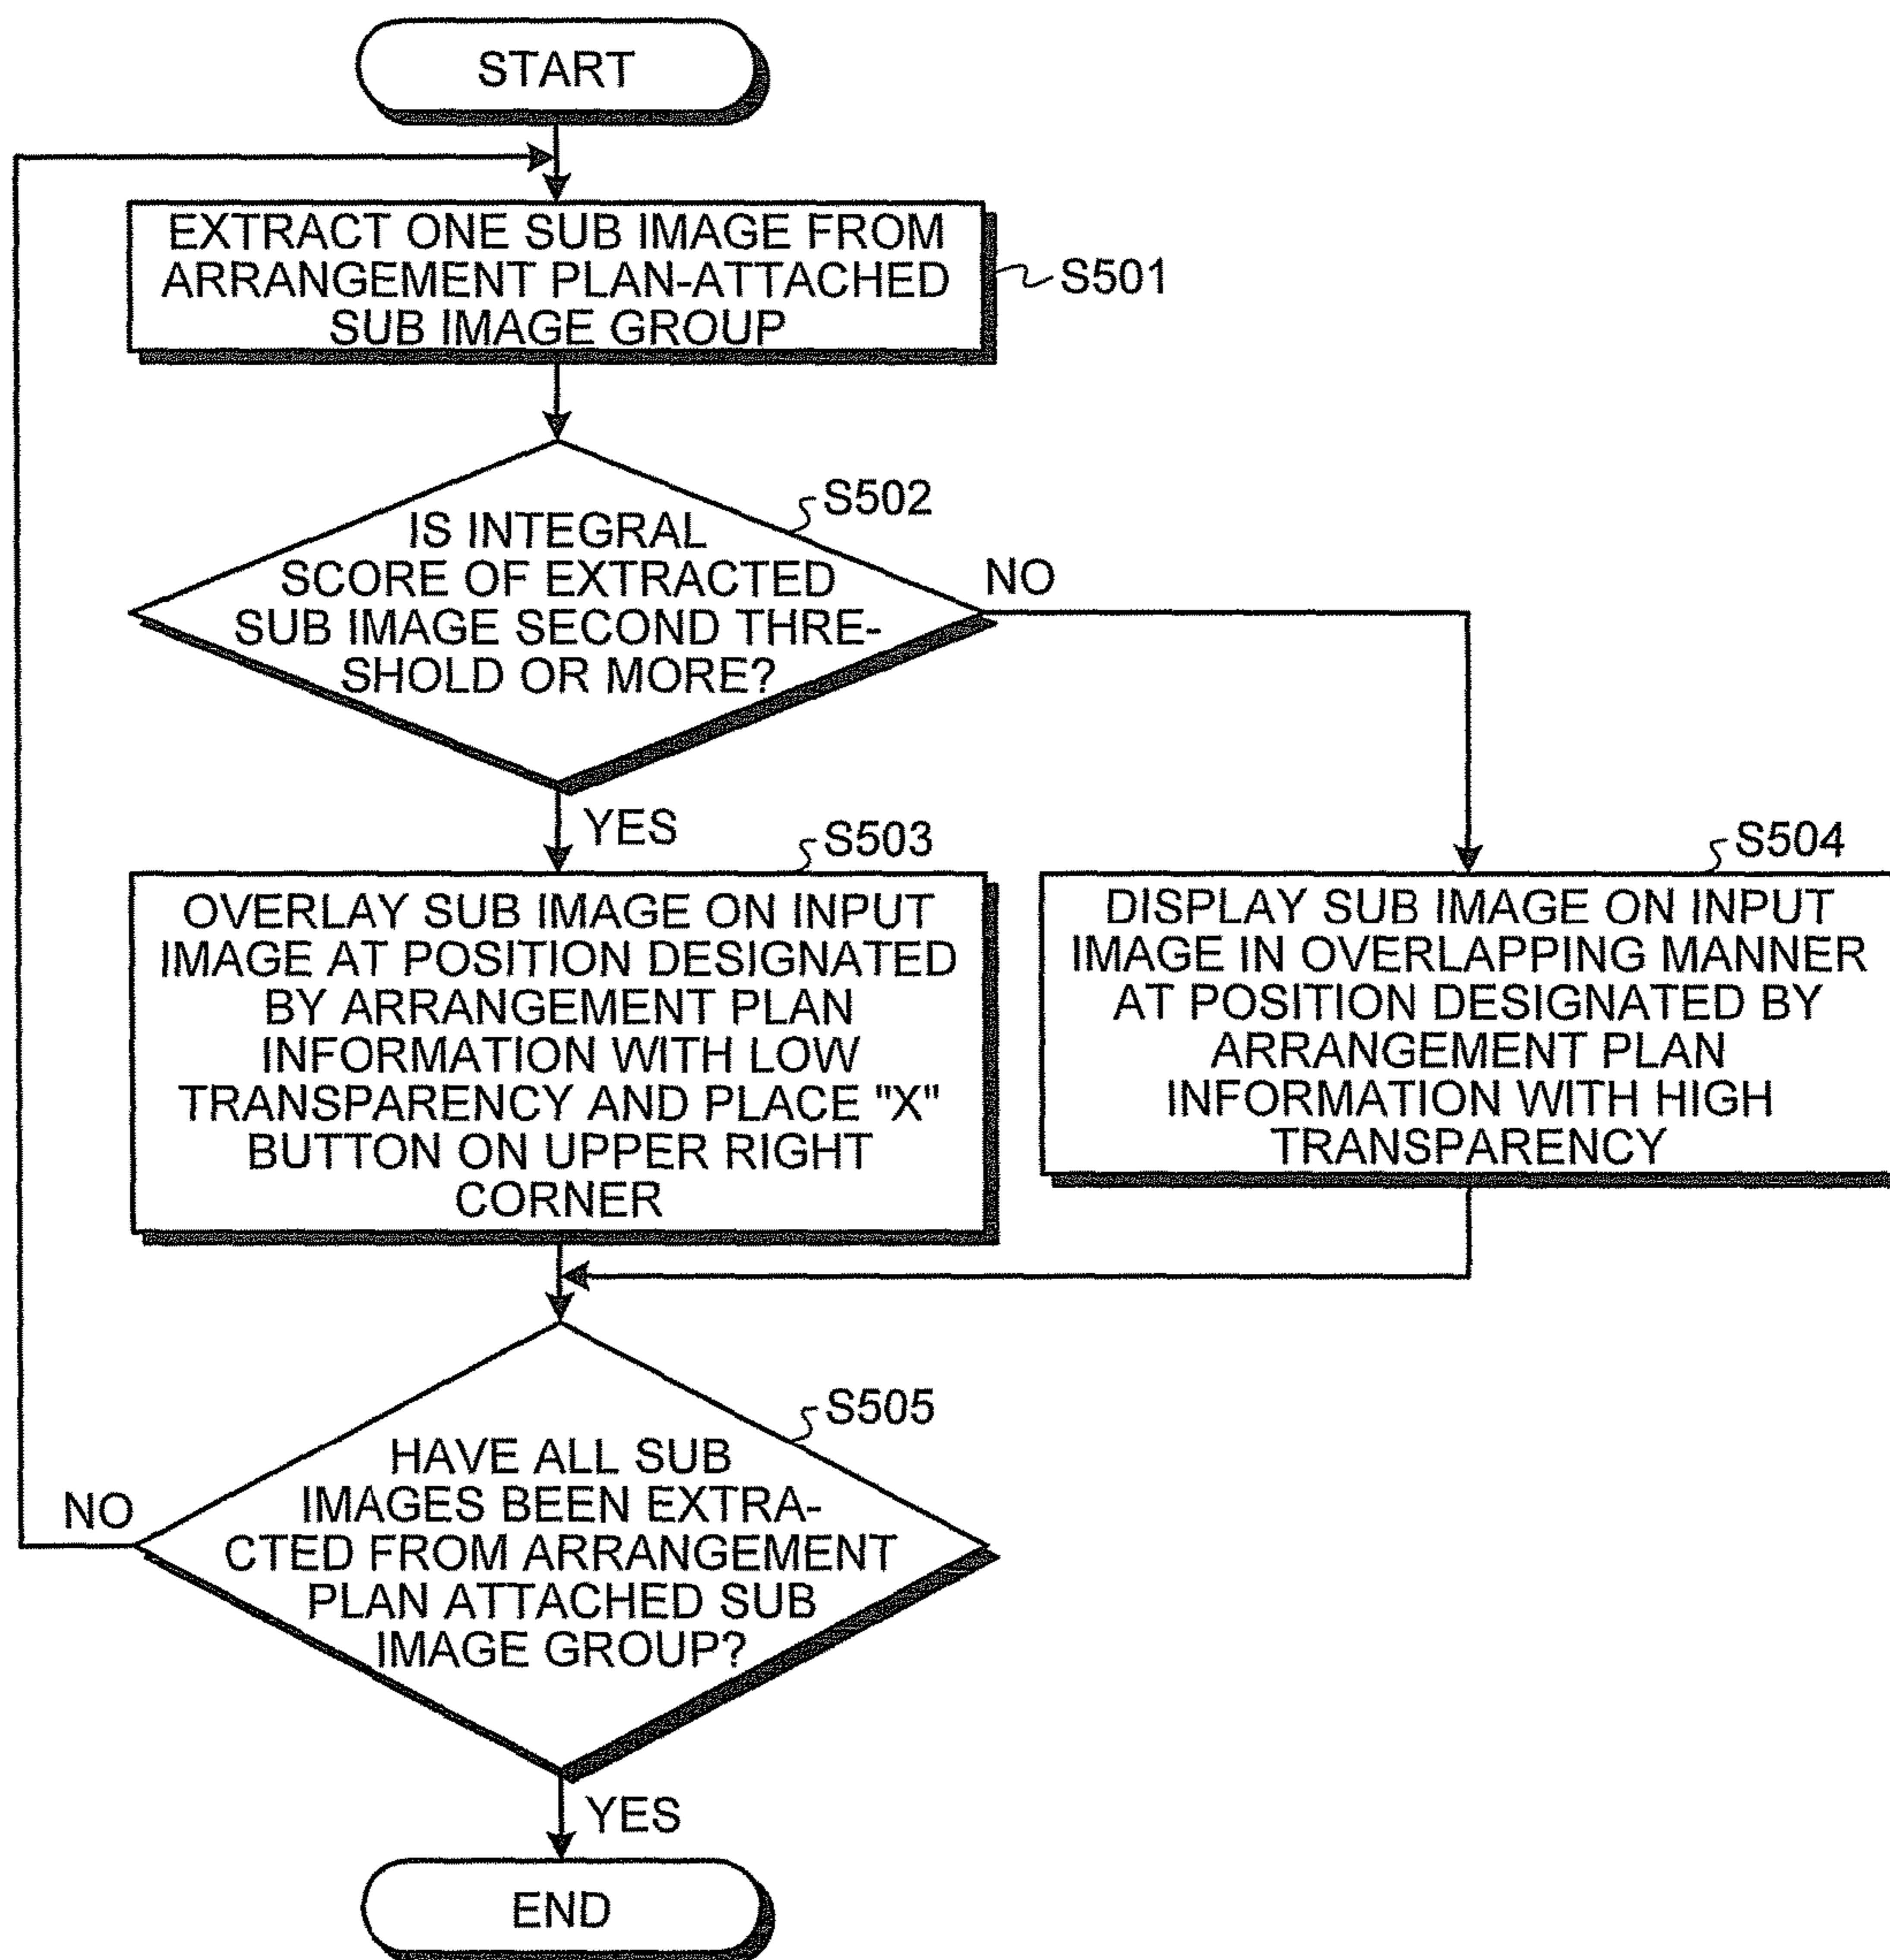 START
EXTRACT ONE SUB IMAGE FROM
ARRANGEMENT PLAN-ATTACHED
SUB IMAGE GROUP
S501
S502
IS INTEGRAL
SCORE OF EXTRACTED
SUB IMAGE SECOND THRE-
SHOLD OR MORE?
NO
YES
S503
OVERLAY SUB IMAGE ON INPUT
IMAGE AT POSITION DESIGNATED
BY ARRANGEMENT PLAN
INFORMATION WITH LOW
TRANSPARENCY AND PLACE "X"
BUTTON ON UPPER RIGHT
CORNER
S504
DISPLAY SUB IMAGE ON INPUT
IMAGE IN OVERLAPPING MANNER
AT POSITION DESIGNATED BY
ARRANGEMENT PLAN
INFORMATION WITH HIGH
TRANSPARENCY
S505
HAVE ALL SUB
IMAGES BEEN EXTRA-
CTED FROM ARRANGEMENT
PLAN ATTACHED SUB
IMAGE GROUP?
NO
YES
END